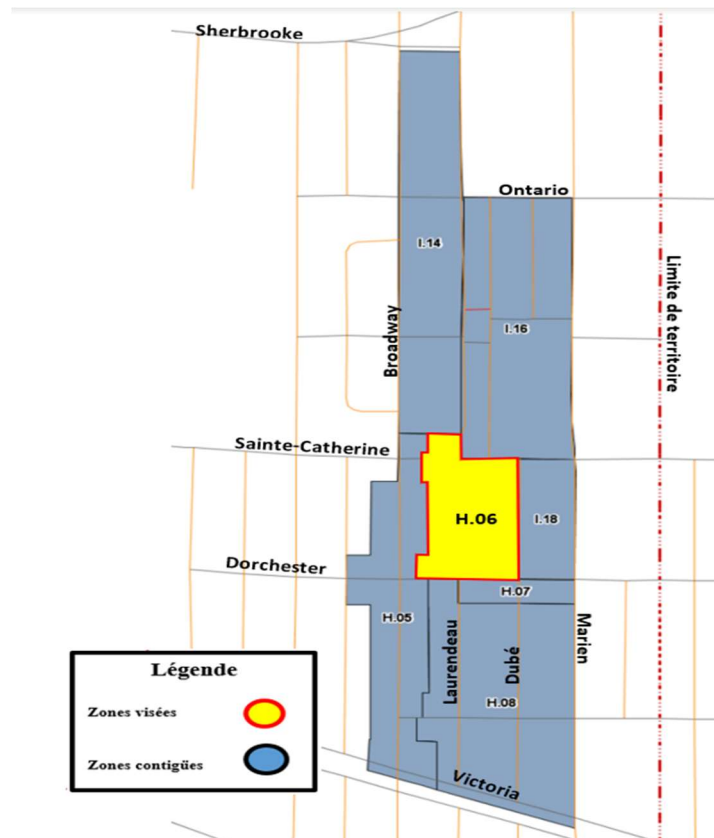 Sherbrooke
Ontario
I.14
Limite de territoire
Broadway
I.16
Sainte-Catherine
H.06
I.18
Dorchester
H.07
H.05
Laurendeau
Dubé
Marien
Légende
Zones visées
H.08
Zones contigües
Victoria